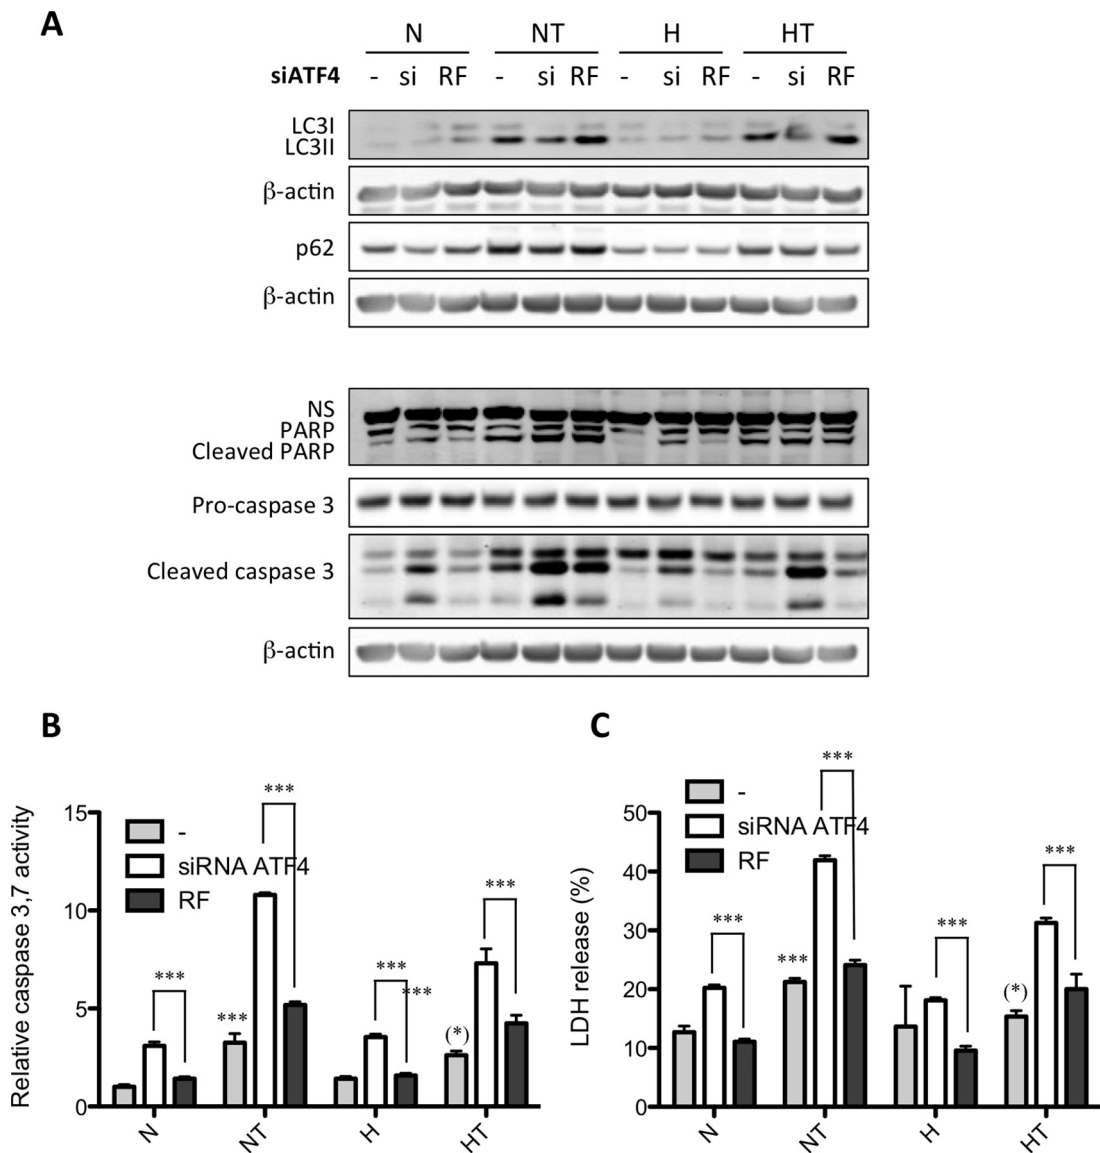 A
N NT H HT
siATF4 - si RF - si RF - si RF - si RF
LC3I
LC3II
β-actin
p62
β-actin
NS
PARP
Cleaved PARP
Pro-caspase 3
Cleaved caspase 3
β-actin
B
Relative caspase 3,7 activity
15
10
5
0
-
siRNA ATF4
RF
***
***
***
***
***
(*)
***
N NT H HT
C
LDH release (%)
50
40
30
20
10
0
-
siRNA ATF4
RF
***
***
***
***
(*)
***
N NT H HT